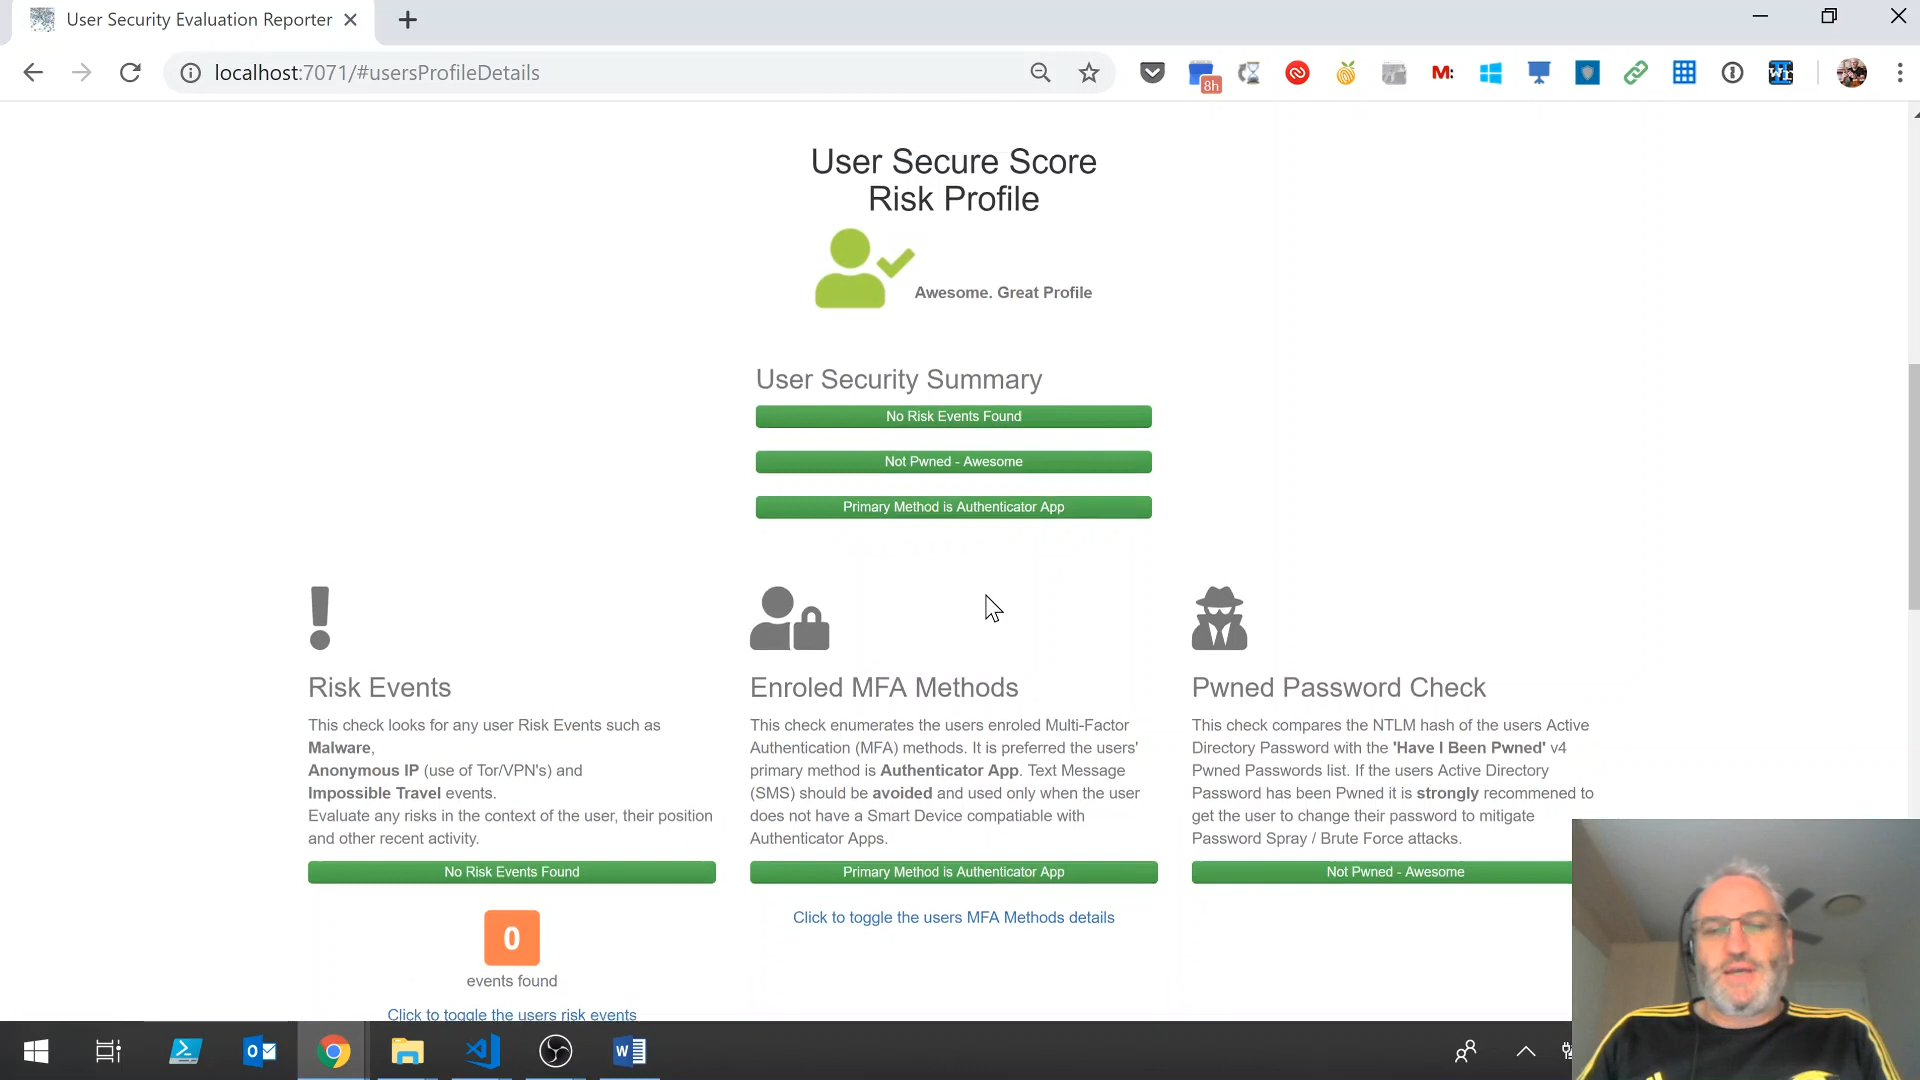 User Security Evaluation Reporter
localhost:7071/#usersProfileDetails
8h
M:
User Secure Score
Risk Profile
Awesome. Great Profile
User Security Summary
No Risk Events Found
Not Pwned - Awesome
Primary Method is Authenticator App
Risk Events
This check looks for any user Risk Events such as
Malware,
Anonymous IP (use of Tor/VPN's) and
Impossible Travel events.
Evaluate any risks in the context of the user, their position
and other recent activity.
No Risk Events Found
0
events found
Click to toggle the users risk events
Enroled MFA Methods
This check enumerates the users enroled Multi-Factor
Authentication (MFA) methods. It is preferred the users'
primary method is Authenticator App. Text Message
(SMS) should be avoided and used only when the user
does not have a Smart Device compatiable with
Authenticator Apps.
Primary Method is Authenticator App
Click to toggle the users MFA Methods details
Pwned Password Check
This check compares the NTLM hash of the users Active
Directory Password with the 'Have I Been Pwned' v4
Pwned Passwords list. If the users Active Directory
Password has been Pwned it is strongly recommened to
get the user to change their password to mitigate
Password Spray / Brute Force attacks.
Not Pwned - Awesome